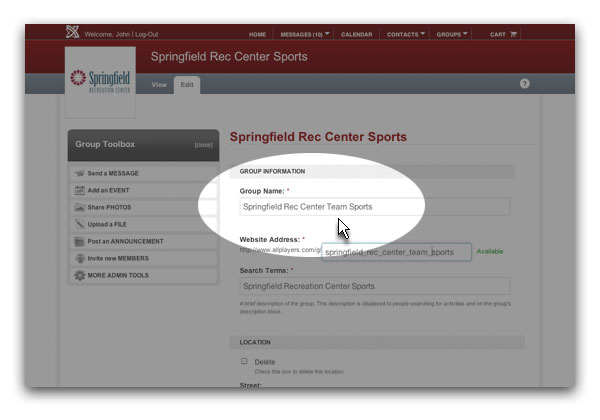 Welcome, John | Log-Out
HOME
MESSAGES (10)
CALENDAR
CONTACTS
GROUPS
CART
Springfield Rec Center Sports
Springfield
RECREATION CENTER
View
Edit
?
Group Toolbox
[close]
Send a MESSAGE
Add an EVENT
Share PHOTOS
Upload a FILE
Post an ANNOUNCEMENT
Invite new MEMBERS
MORE ADMIN TOOLS
Springfield Rec Center Sports
GROUP INFORMATION
Group Name: *
Springfield Rec Center Team Sports
Website Address: *
http://www.allplayers.com/g
springfield_rec_center_team_sports
Available
Search Terms: *
Springfield Recreation Center Sports
A brief description of the group. This description is displayed to people searching for activities and on the group's
description block.
LOCATION
Delete
Check this box to delete this location.
Street: